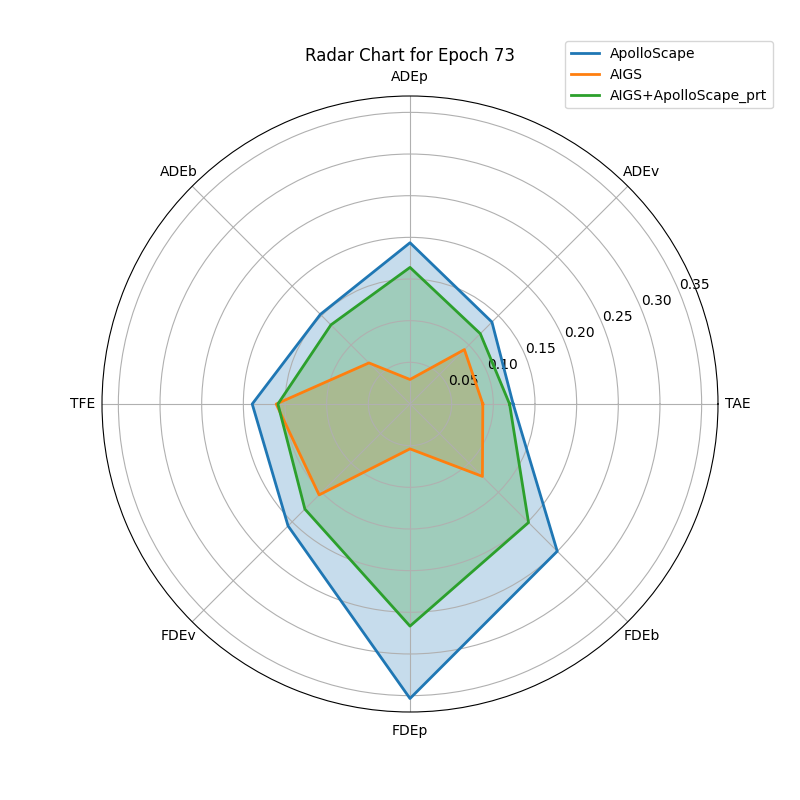 Radar Chart for Epoch 73
ApolloScape
AIGS
AIGS+ApolloScape_prt
ADEp
ADEb
ADEv
0.35
0.30
0.25
0.20
0.15
0.10
0.05
TFE
TAE
FDEv
FDEb
FDEp